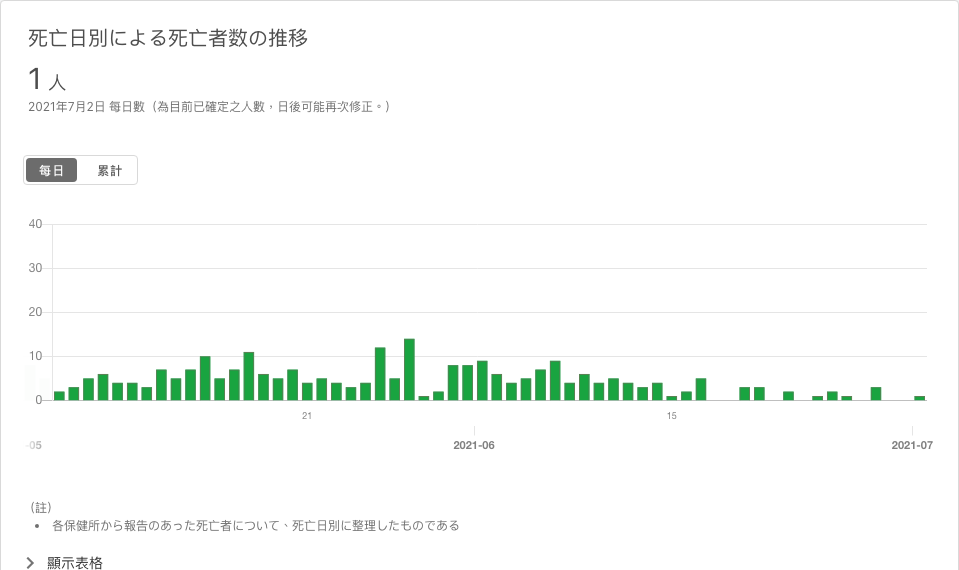 死亡日別による死亡者数の推移
1 人
2021年7月2日 每日數（為目前已確定之人數，日後可能再次修正。）
每日 累計
40
30
20
10
0
21 15
-05 2021-06 2021-07
（註）
• 各保健所から報告のあった死亡者について、死亡日別に整理したものである
顯示表格